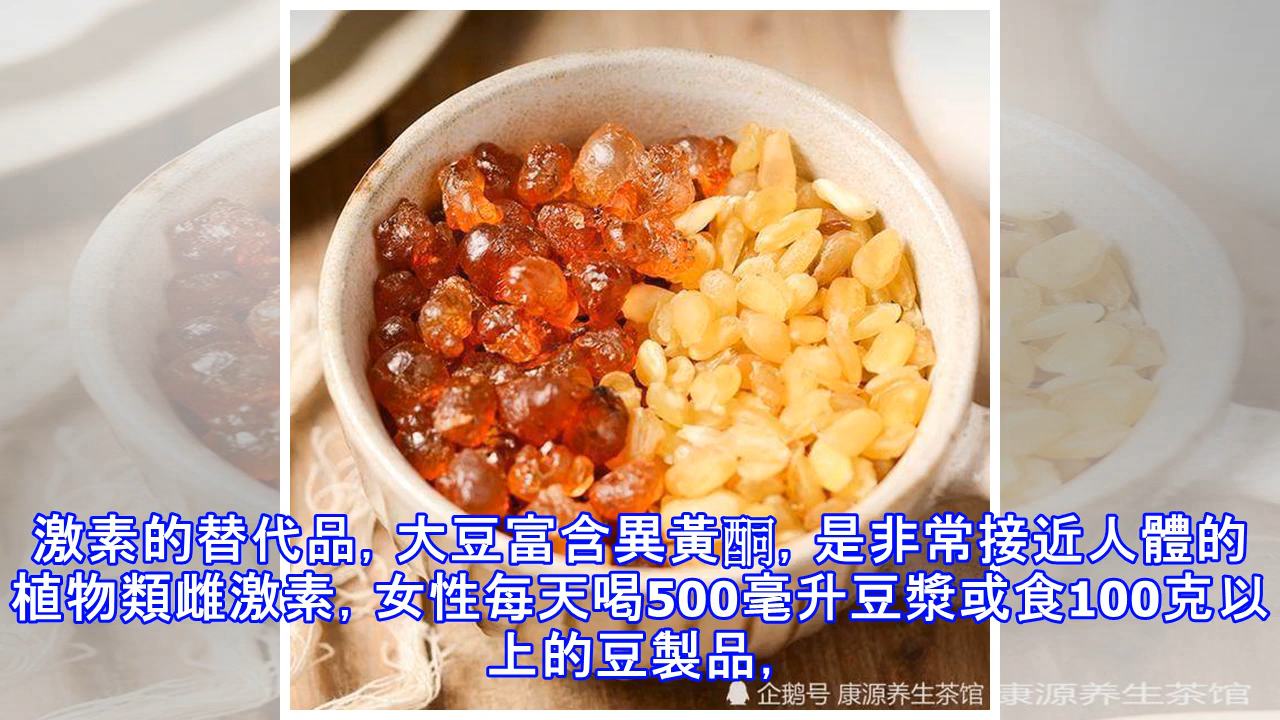 激素的替代品, 大豆富含異黃酮, 是非常接近人體的
植物類雌激素, 女性每天喝500毫升豆漿或食100克以
上的豆製品,
企鹅号 康源养生茶馆
康源养生茶馆